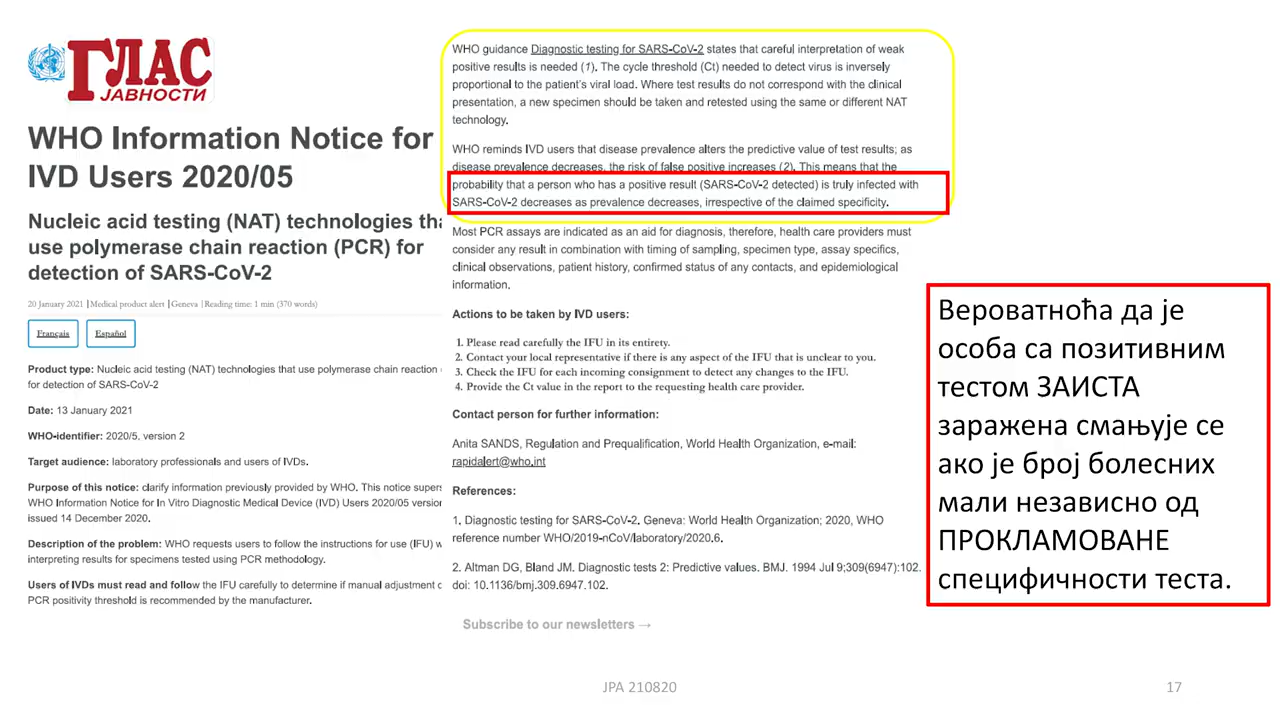 ГЛАС
ЈАВНОСТИ
WHO Information Notice for
IVD Users 2020/05
Nucleic acid testing (NAT) technologies tha
use polymerase chain reaction (PCR) for
detection of SARS-CoV-2
20 January 2021 | Medical product alert | Geneva | Reading time: 1 min (370 words)
Français
Español
Product type: Nucleic acid testing (NAT) technologies that use polymerase chain reaction
for detection of SARS-CoV-2
Date: 13 January 2021
WHO-identifier: 2020/5, version 2
Target audience: laboratory professionals and users of IVDs.
Purpose of this notice: clarify information previously provided by WHO. This notice supers
WHO Information Notice for In Vitro Diagnostic Medical Device (IVD) Users 2020/05 version
issued 14 December 2020.
Description of the problem: WHO requests users to follow the instructions for use (IFU) w
interpreting results for specimens tested using PCR methodology.
Users of IVDs must read and follow the IFU carefully to determine if manual adjustment o
PCR positivity threshold is recommended by the manufacturer.
WHO guidance Diagnostic testing for SARS-CoV-2 states that careful interpretation of weak
positive results is needed (1). The cycle threshold (Ct) needed to detect virus is inversely
proportional to the patient's viral load. Where test results do not correspond with the clinical
presentation, a new specimen should be taken and retested using the same or different NAT
technology.
WHO reminds IVD users that disease prevalence alters the predictive value of test results; as
disease prevalence decreases, the risk of false positive increases (2). This means that the
probability that a person who has a positive result (SARS-CoV-2 detected) is truly infected with
SARS-CoV-2 decreases as prevalence decreases, irrespective of the claimed specificity.
Most PCR assays are indicated as an aid for diagnosis, therefore, health care providers must
consider any result in combination with timing of sampling, specimen type, assay specifics,
clinical observations, patient history, confirmed status of any contacts, and epidemiological
information.
Actions to be taken by IVD users:
1. Please read carefully the IFU in its entirety.
2. Contact your local representative if there is any aspect of the IFU that is unclear to you.
3. Check the IFU for each incoming consignment to detect any changes to the IFU.
4. Provide the Ct value in the report to the requesting health care provider.
Contact person for further information:
Anita SANDS, Regulation and Prequalification, World Health Organization, e-mail:
rapidalert@who.int
References:
1. Diagnostic testing for SARS-CoV-2. Geneva: World Health Organization; 2020, WHO
reference number WHO/2019-nCoV/laboratory/2020.6.
2. Altman DG, Bland JM. Diagnostic tests 2: Predictive values. BMJ. 1994 Jul 9;309(6947):102.
doi: 10.1136/bmj.309.6947.102.
Subscribe to our newsletters →
Вероватноћа да је
особа са позитивним
тестом ЗАИСТА
заражена смањује се
ако је број болесних
мали независно од
ПРОКЛАМОВАНЕ
специфичности теста.
JPA 210820
17